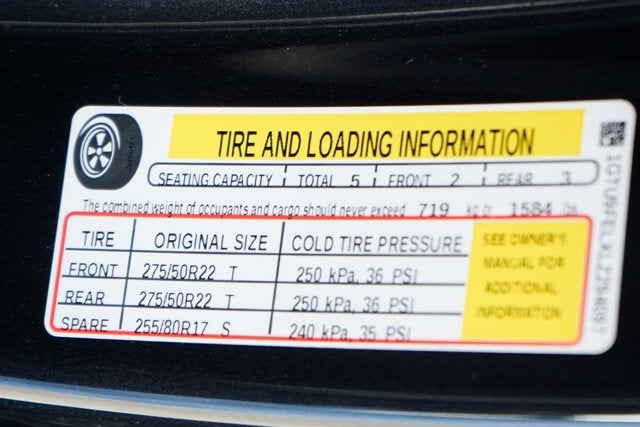 TIRE AND LOADING INFORMATION
SEATING CAPACITY TOTAL 5 FRONT 2 REAR 3
The combined weight of occupants and cargo should never exceed 719 kg or 1584 lbs
TIRE ORIGINAL SIZE COLD TIRE PRESSURE
FRONT 275/50R22 T 250 kPa, 36 PSI
REAR 275/50R22 T 250 kPa, 36 PSI
SPARE 255/80R17 S 240 kPa, 35 PSI
SEE OWNER'S
MANUAL FOR
ADDITIONAL
INFORMATION